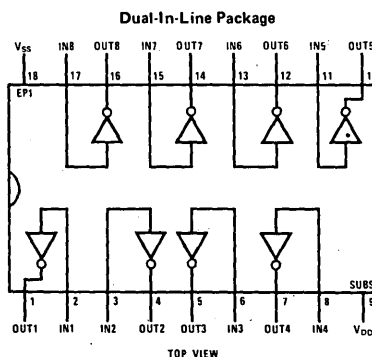 Dual-In-Line Package
VSS IN8 OUT8 IN7 OUT7 IN6 OUT6 IN5 OUT5
18 17 16 15 14 13 12 11 1
EP1
SUBS
1 2 3 4 5 6 7 8 9
OUT1 IN1 IN2 OUT2 OUT3 IN3 OUT4 IN4 VDD
TOP VIEW